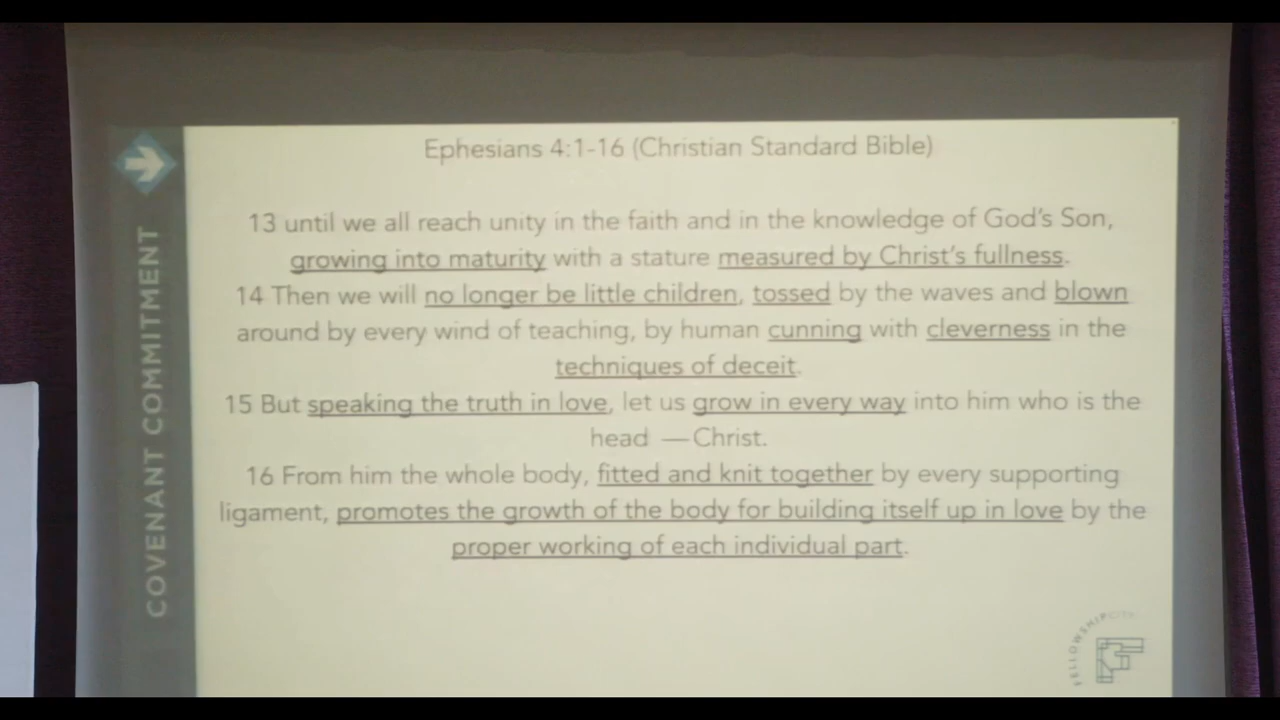 Ephesians 4:1-16 (Christian Standard Bible)
13 until we all reach unity in the faith and in the knowledge of God's Son,
growing into maturity with a stature measured by Christ's fullness.
14 Then we will no longer be little children, tossed by the waves and blown
around by every wind of teaching, by human cunning with cleverness in the
techniques of deceit.
15 But speaking the truth in love, let us grow in every way into him who is the
head —Christ.
16 From him the whole body, fitted and knit together by every supporting
ligament, promotes the growth of the body for building itself up in love by the
proper working of each individual part.
COVENANT COMMITMENT
FELLOWSHIPCITY